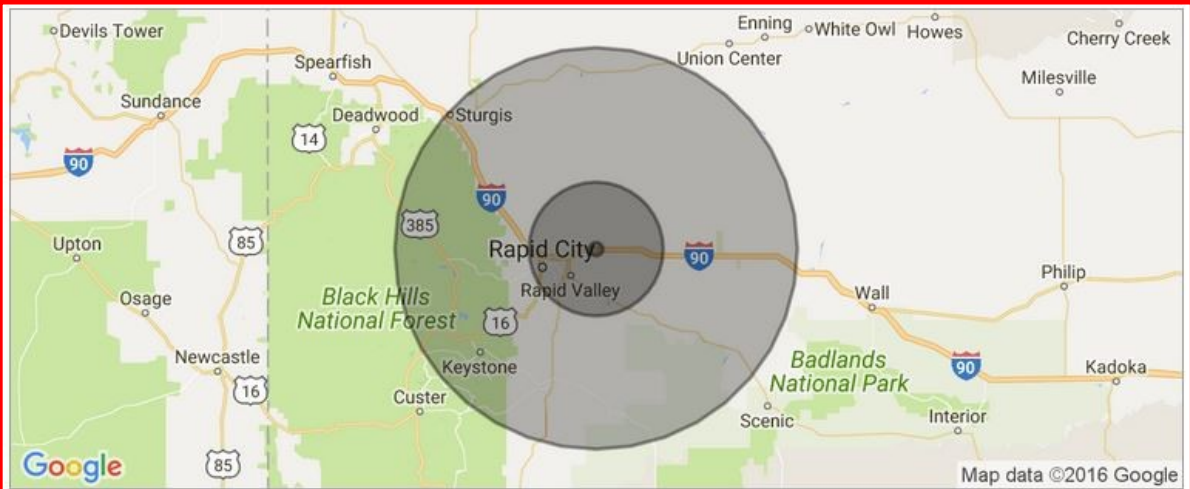 Devils Tower
Enning
White Owl
Howes
Cherry Creek
Union Center
Spearfish
Milesville
Sundance
Deadwood
Sturgis
14
90
90
385
85
Upton
Rapid City
90
Rapid Valley
Philip
Osage
Black Hills
National Forest
Wall
16
Newcastle
Keystone
Badlands
National Park
90
Kadoka
16
Custer
Scenic
Interior
85
Google
Map data ©2016 Google